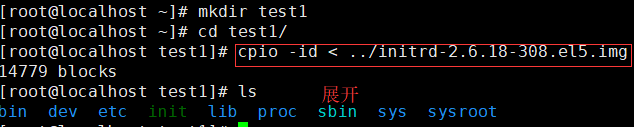 [root@localhost ~]# mkdir test1
[root@localhost ~]# cd test1/
[root@localhost test1]# cpio -id < ../initrd-2.6.18-308.el5.img
14779 blocks
[root@localhost test1]# ls 展开
bin dev etc init lib proc sbin sys sysroot
[root@localhost test1]#